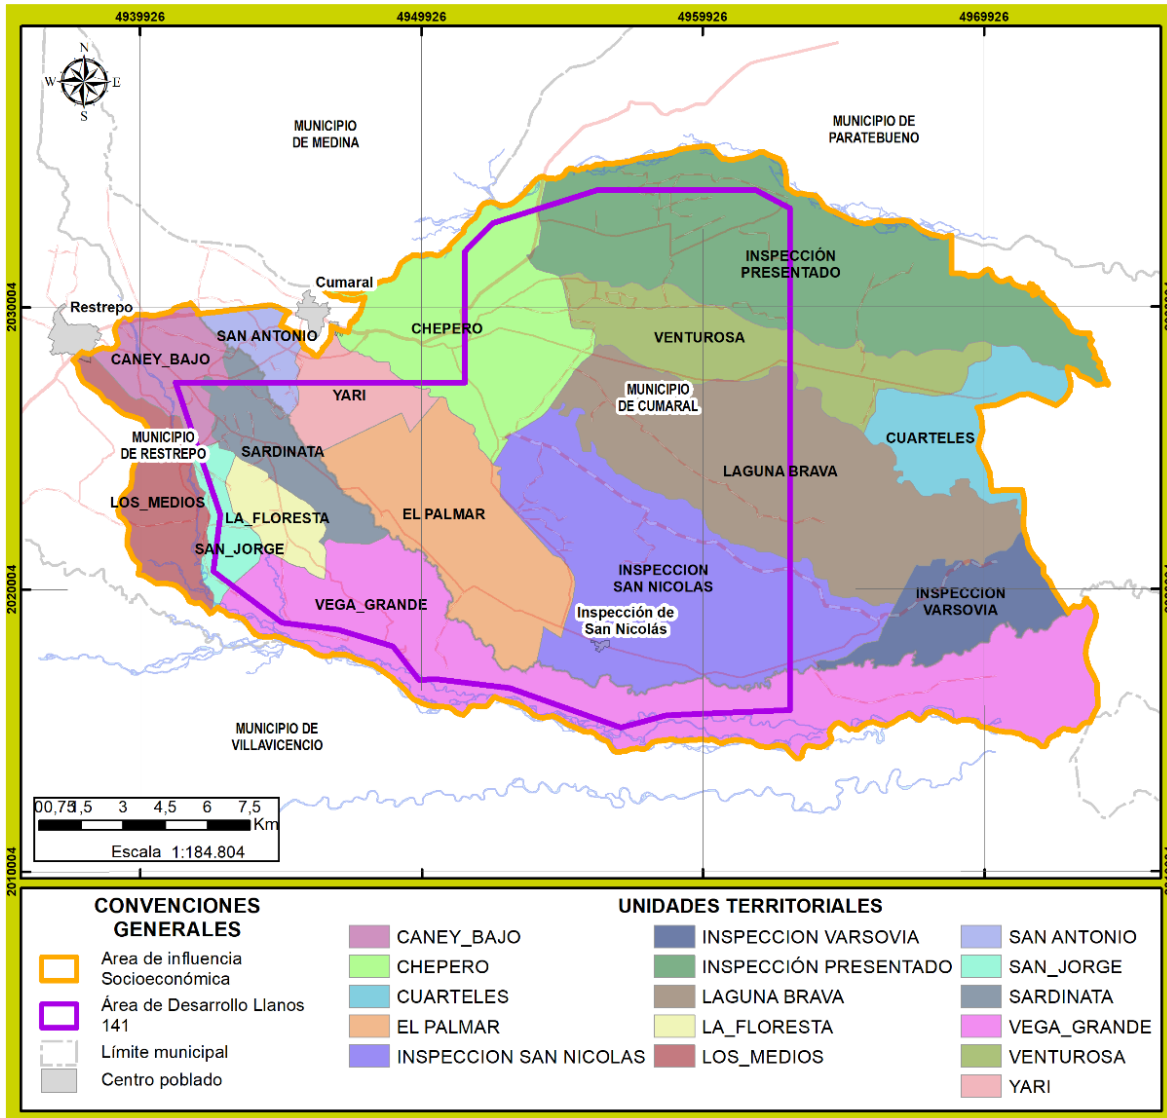 4939926
4949926
4959926
4969926
N
W
E
S
MUNICIPIO
DE MEDINA
MUNICIPIO DE
PARATEBUENO
INSPECCIÓN
PRESENTADO
Cumaral
2030004
Restrepo
CHEPERO
SAN ANTONIO
VENTUROSA
CANEY_BAJO
YARI
MUNICIPIO
DE CUMARAL
MUNICIPIO
DE RESTREPO
SARDINATA
CUARTELES
LAGUNA BRAVA
LOS_MEDIOS
LA_FLORESTA
EL PALMAR
SAN_JORGE
INSPECCION
SAN NICOLAS
2020004
VEGA_GRANDE
INSPECCION
VARSOVIA
Inspección de
San Nicolás
MUNICIPIO DE
VILLAVICENCIO
00,751,5 3 4,5 6 7,5
Km
Escala 1:184.804
2010004
CONVENCIONES
GENERALES
Area de influencia
Socioeconómica
Área de Desarrollo Llanos
141
Límite municipal
Centro poblado
UNIDADES TERRITORIALES
CANEY_BAJO
CHEPERO
CUARTELES
EL PALMAR
INSPECCION SAN NICOLAS
INSPECCION VARSOVIA
INSPECCIÓN PRESENTADO
LAGUNA BRAVA
LA_FLORESTA
LOS_MEDIOS
SAN ANTONIO
SAN_JORGE
SARDINATA
VEGA_GRANDE
VENTUROSA
YARI